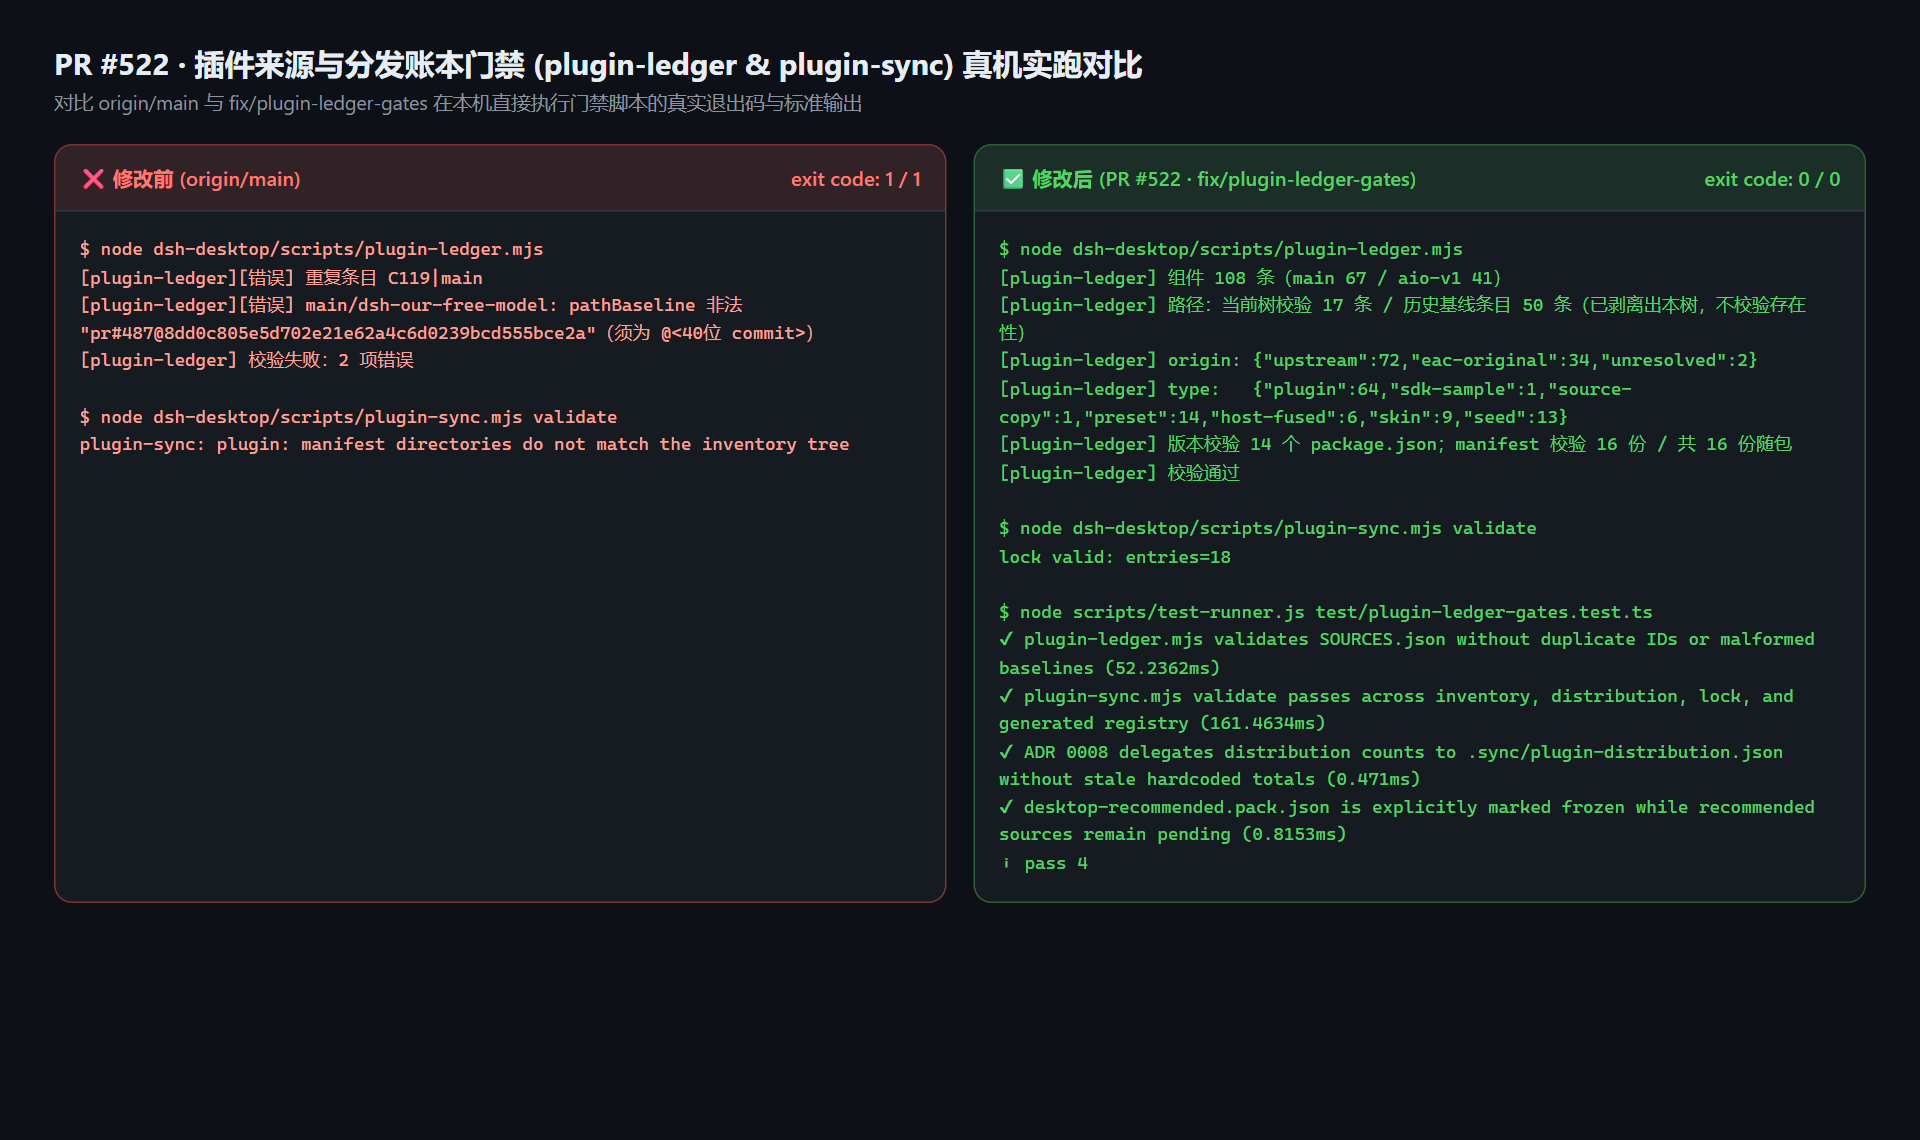 PR #522 · 插件来源与分发账本门禁 (plugin-ledger & plugin-sync) 真机实跑对比
对比 origin/main 与 fix/plugin-ledger-gates 在本机直接执行门禁脚本的真实退出码与标准输出
❌ 修改前 (origin/main)
exit code: 1 / 1
$ node dsh-desktop/scripts/plugin-ledger.mjs
[plugin-ledger][错误] 重复条目 C119|main
[plugin-ledger][错误] main/dsh-our-free-model: pathBaseline 非法
"pr#487@8dd0c805e5d702e21e62a4c6d0239bcd555bce2a"（须为 @<40位 commit>）
[plugin-ledger] 校验失败：2 项错误
$ node dsh-desktop/scripts/plugin-sync.mjs validate
plugin-sync: plugin: manifest directories do not match the inventory tree
✅ 修改后 (PR #522 · fix/plugin-ledger-gates)
exit code: 0 / 0
$ node dsh-desktop/scripts/plugin-ledger.mjs
[plugin-ledger] 组件 108 条（main 67 / aio-v1 41）
[plugin-ledger] 路径：当前树校验 17 条 / 历史基线条目 50 条（已剥离出本树，不校验存在
性）
[plugin-ledger] origin: {"upstream":72,"eac-original":34,"unresolved":2}
[plugin-ledger] type:   {"plugin":64,"sdk-sample":1,"source-
copy":1,"preset":14,"host-fused":6,"skin":9,"seed":13}
[plugin-ledger] 版本校验 14 个 package.json；manifest 校验 16 份 / 共 16 份随包
[plugin-ledger] 校验通过
$ node dsh-desktop/scripts/plugin-sync.mjs validate
lock valid: entries=18
$ node scripts/test-runner.js test/plugin-ledger-gates.test.ts
✓ plugin-ledger.mjs validates SOURCES.json without duplicate IDs or malformed
baselines (52.2362ms)
✓ plugin-sync.mjs validate passes across inventory, distribution, lock, and
generated registry (161.4634ms)
✓ ADR 0008 delegates distribution counts to .sync/plugin-distribution.json
without stale hardcoded totals (0.471ms)
✓ desktop-recommended.pack.json is explicitly marked frozen while recommended
sources remain pending (0.8153ms)
ℹ pass 4